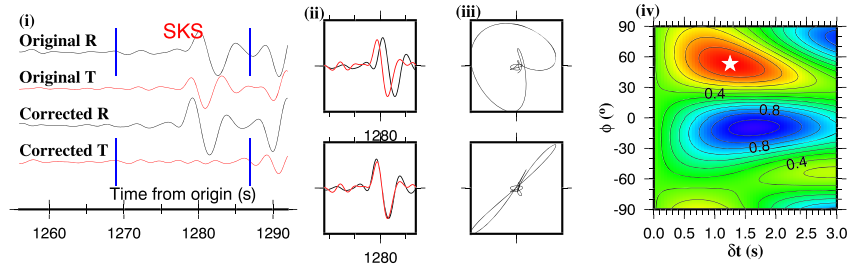 (i)
SKS
Original R
Original T
Corrected R
Corrected T
Time from origin (s)
1260 1270 1280 1290
(ii)
1280
1280
(iii)
(iv)
90
60
30
0
-30
-60
-90
ϕ (º)
0.4
0.8
0.8
0.4
0.0 0.5 1.0 1.5 2.0 2.5 3.0
δt (s)